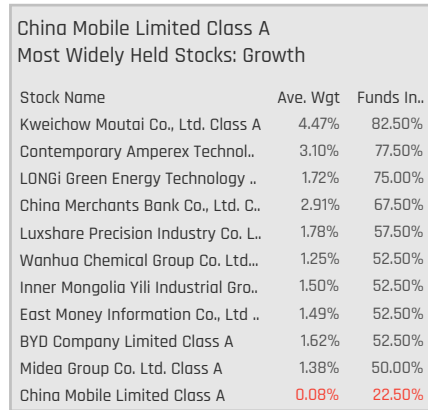 China Mobile Limited Class A
Most Widely Held Stocks: Growth
Stock Name Ave. Wgt Funds In..
Kweichow Moutai Co., Ltd. Class A 4.47% 82.50%
Contemporary Amperex Technol.. 3.10% 77.50%
LONGi Green Energy Technology .. 1.72% 75.00%
China Merchants Bank Co., Ltd. C.. 2.91% 67.50%
Luxshare Precision Industry Co. L.. 1.78% 57.50%
Wanhua Chemical Group Co. Ltd... 1.25% 52.50%
Inner Mongolia Yili Industrial Gro.. 1.50% 52.50%
East Money Information Co., Ltd .. 1.49% 52.50%
BYD Company Limited Class A 1.62% 52.50%
Midea Group Co. Ltd. Class A 1.38% 50.00%
China Mobile Limited Class A 0.08% 22.50%